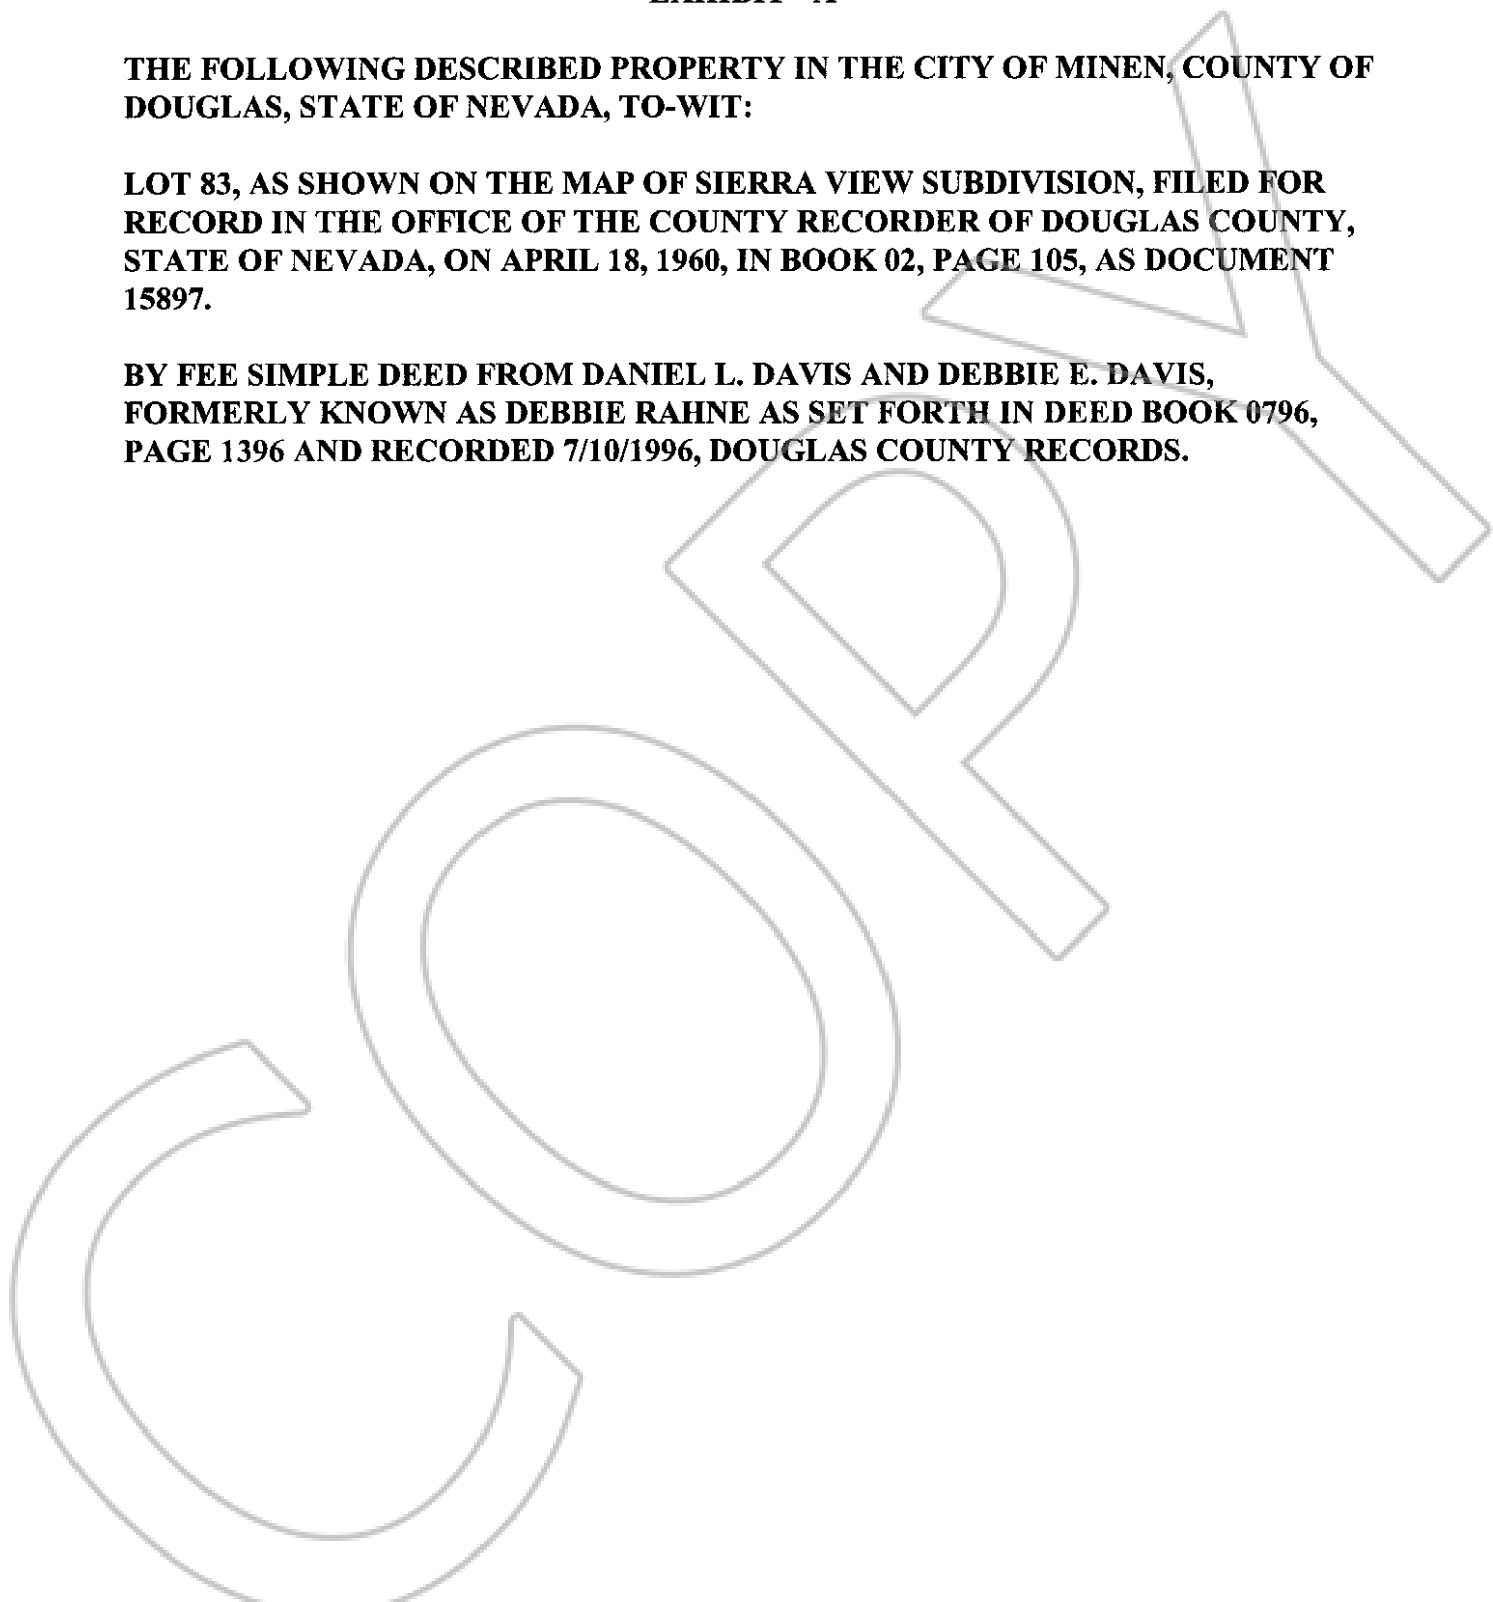 EXHIBIT "A"
THE FOLLOWING DESCRIBED PROPERTY IN THE CITY OF MINEN, COUNTY OF
DOUGLAS, STATE OF NEVADA, TO-WIT:
LOT 83, AS SHOWN ON THE MAP OF SIERRA VIEW SUBDIVISION, FILED FOR
RECORD IN THE OFFICE OF THE COUNTY RECORDER OF DOUGLAS COUNTY,
STATE OF NEVADA, ON APRIL 18, 1960, IN BOOK 02, PAGE 105, AS DOCUMENT
15897.
BY FEE SIMPLE DEED FROM DANIEL L. DAVIS AND DEBBIE E. DAVIS,
FORMERLY KNOWN AS DEBBIE RAHNE AS SET FORTH IN DEED BOOK 0796,
PAGE 1396 AND RECORDED 7/10/1996, DOUGLAS COUNTY RECORDS.
COPY